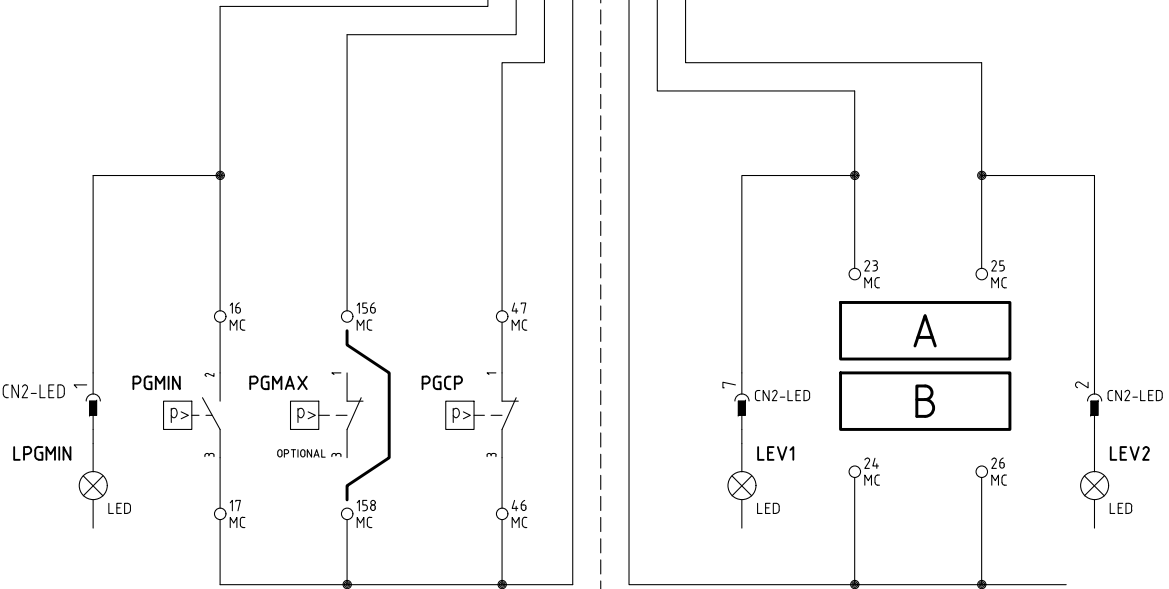 23
MC
25
MC
16
MC
156
MC
47
MC
A
CN2-LED
1
PGMIN
2
PGMAX
1
PGCP
1
7
CN2-LED
B
2
CN2-LED
P>
P>
P>
LPGMIN
3
OPTIONAL
3
3
LEV1
LEV2
24
MC
26
MC
LED
17
MC
158
MC
46
MC
LED
LED